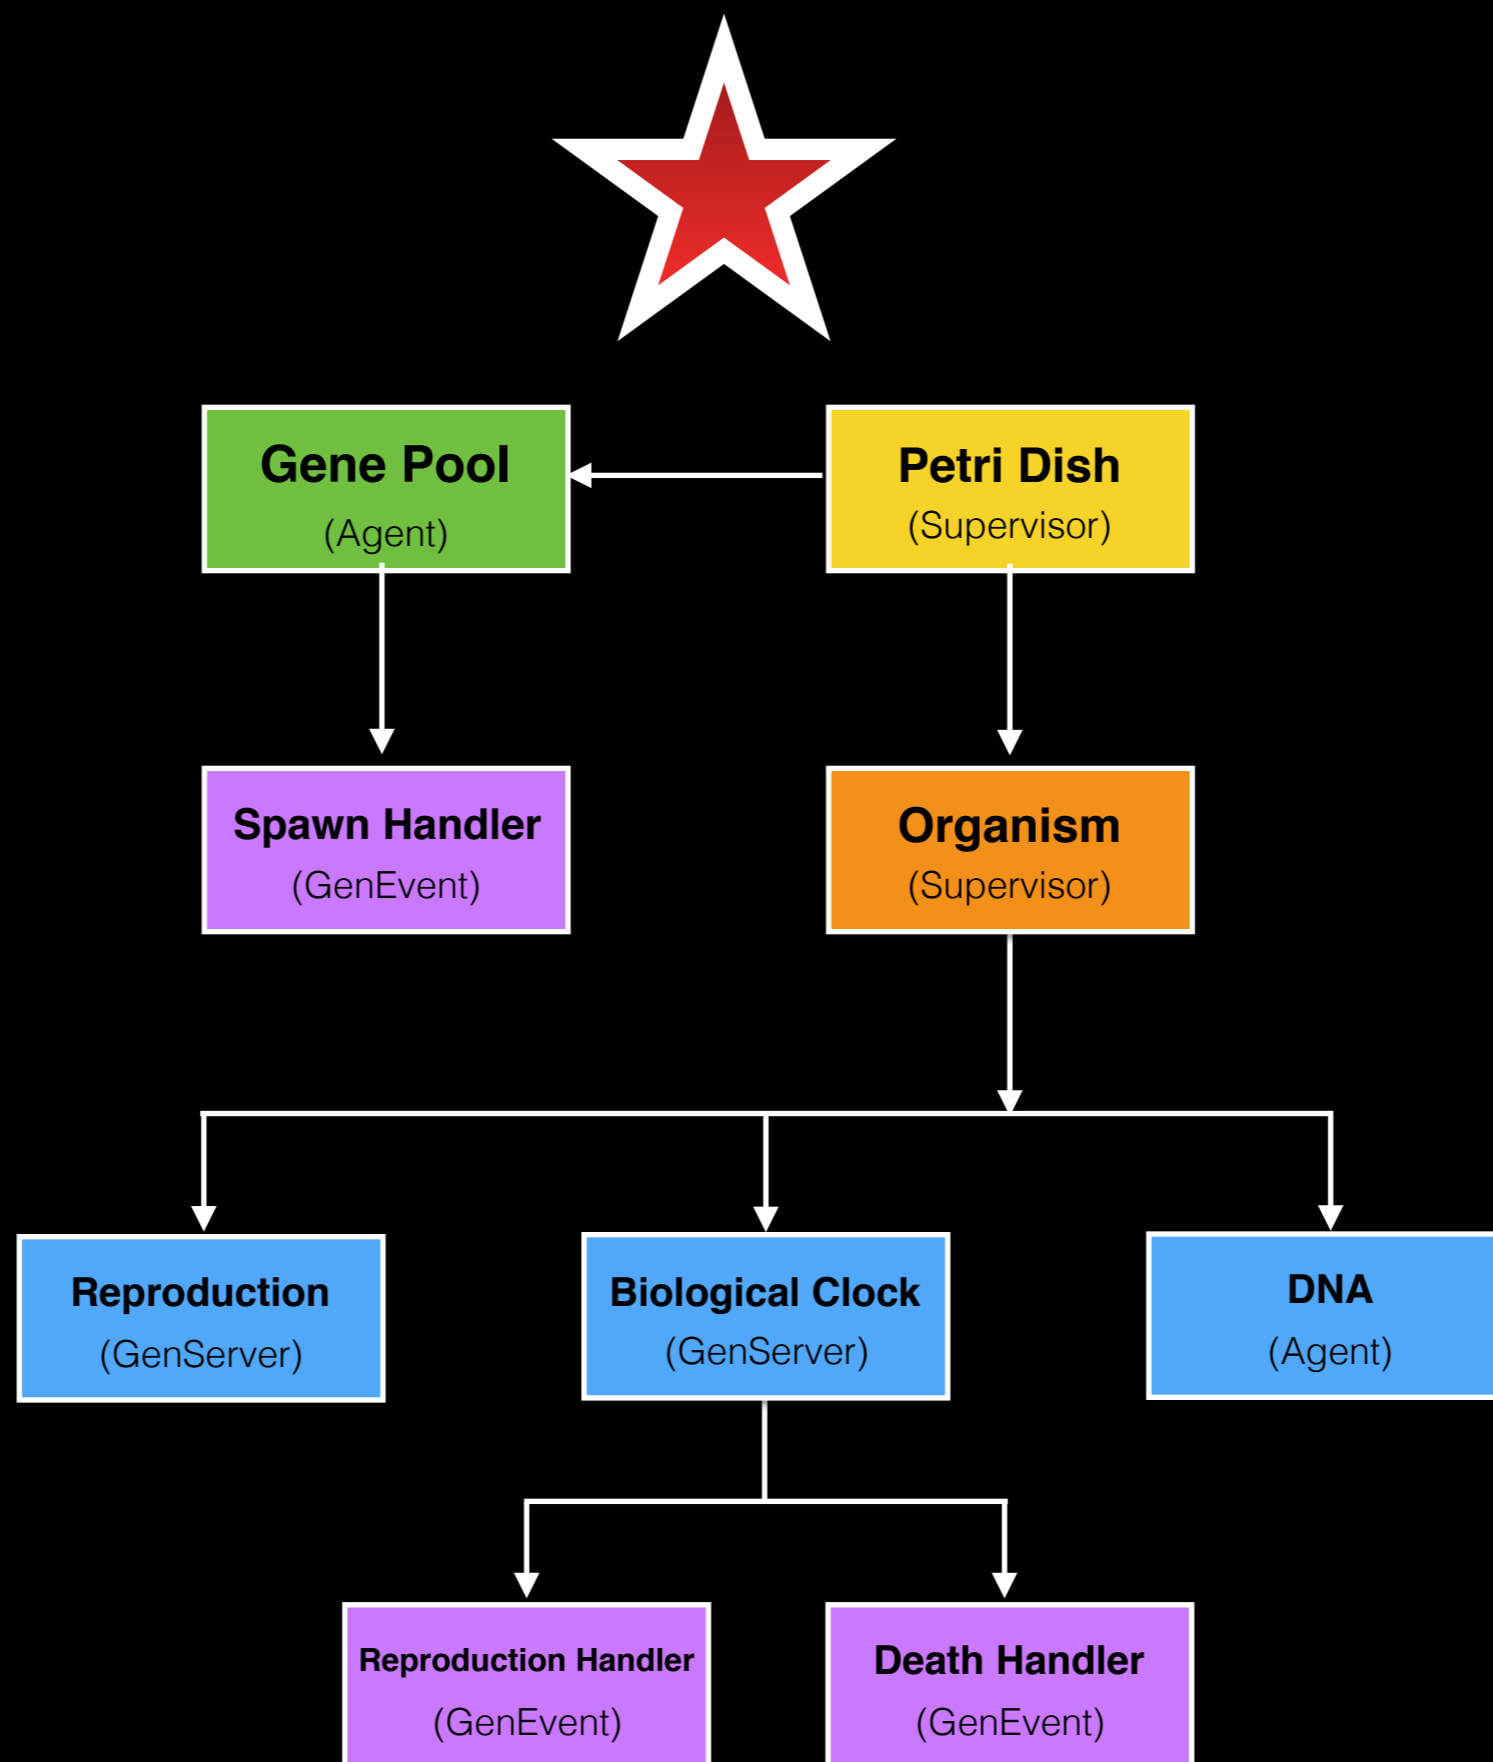 Gene Pool
(Agent)
Petri Dish
(Supervisor)
Spawn Handler
(GenEvent)
Organism
(Supervisor)
Reproduction
(GenServer)
Biological Clock
(GenServer)
DNA
(Agent)
Reproduction Handler
(GenEvent)
Death Handler
(GenEvent)